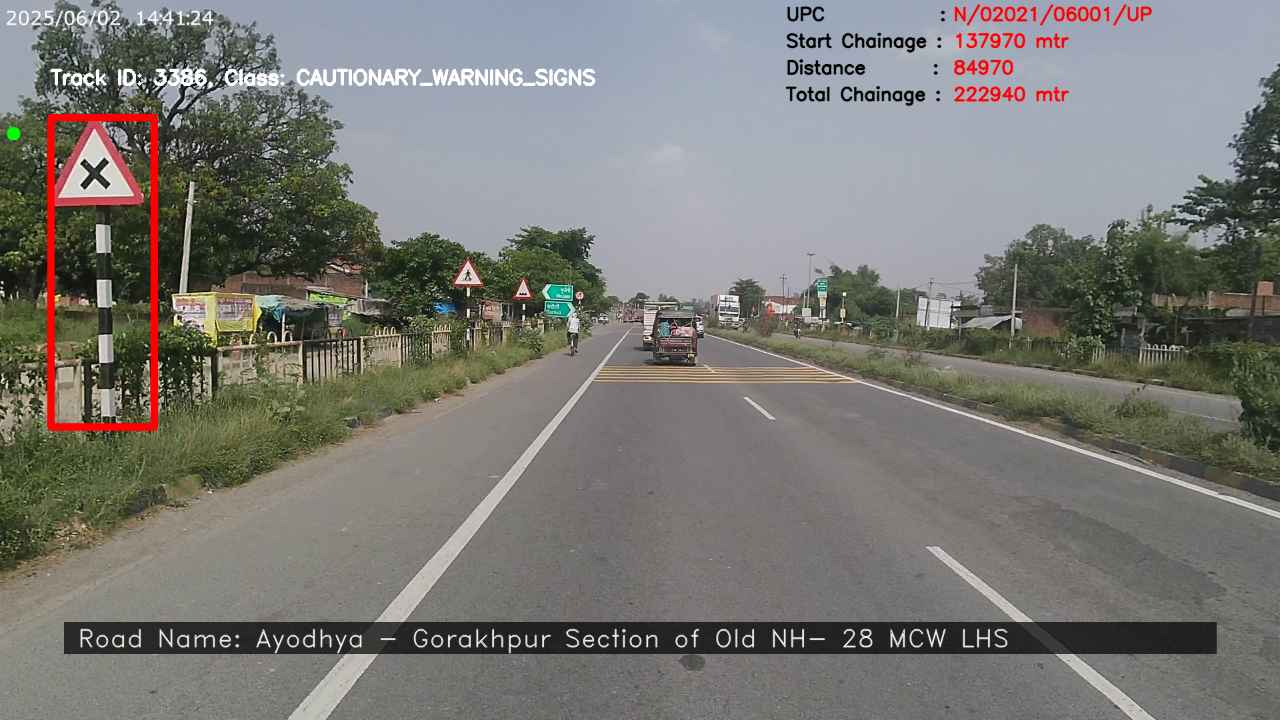 2025/06/02 14:41:24
UPC : N/02021/06001/UP
Start Chainage : 137970 mtr
Distance : 84970
Total Chainage : 222940 mtr
Track ID: 3386, Class: CAUTIONARY_WARNING_SIGNS
Road Name: Ayodhya - Gorakhpur Section of Old NH- 28 MCW LHS